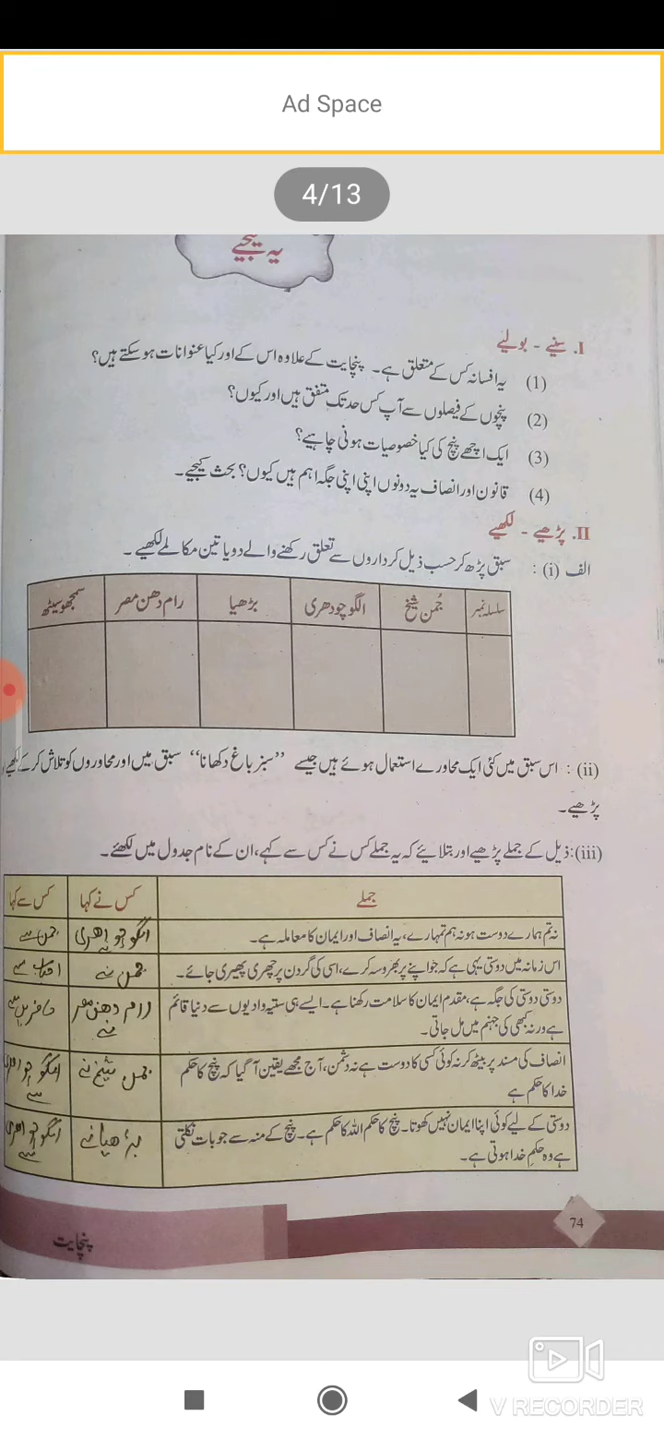 Ad Space
4/13
یہ کیجیے
I. سنیے - بولیے
(1) یہ افسانہ کس کے متعلق ہے۔ پنچایت کے علاوہ اس کے اور کیا عنوانات ہو سکتے ہیں؟
(2) پنچوں کے فیصلوں سے آپ کس حد تک متفق ہیں اور کیوں؟
(3) ایک اچھے پنچ کی کیا خصوصیات ہونی چاہیے؟
(4) قانون اور انصاف یہ دونوں اپنی اپنی جگہ اہم ہیں کیوں؟ بحث کیجیے۔
II. پڑھیے - لکھیے
الف (i) : سبق پڑھ کر حسب ذیل کرداروں سے تعلق رکھنے والے دو یا تین مکالمے لکھیے۔
سلسلہ نمبر جُمن شیخ الگو چودھری بڑھیا رام دھن مصر سمجھو سیٹھ
(ii) : اس سبق میں کئی ایک محاورے استعمال ہوئے ہیں جیسے ”سبز باغ دکھانا“ سبق میں اور محاوروں کو تلاش کر کے
پڑھیے۔
(iii): ذیل کے جملے پڑھیے اور بتلائیے کہ یہ جملے کس نے کس سے کہے، ان کے نام جدول میں لکھئے۔
جملے کس نے کہا کس سے کہا
نہ تم ہمارے دوست ہو نہ ہم تمہارے، یہ انصاف اور ایمان کا معاملہ ہے۔ الگو چودھری جمن سے
اس زمانہ میں دوستی یہی ہے کہ جو اپنے پر بھروسہ کرے، اسی کی گردن پر چھری پھیری جائے۔ جمن نے
دوستی دوستی کی جگہ ہے، مقدم ایمان کا سلامت رکھنا ہے۔ ایسے ہی ستیہ وادیوں سے دنیا قائم رام دھن مصر
ہے ورنہ کبھی کی جہنم میں مل جاتی۔ نے
انصاف کی مسند پر بیٹھ کر نہ کوئی کسی کا دوست ہے نہ دشمن، آج مجھے یقین آ گیا کہ پنچ کا حکم جمن شیخ نے الگو چودھری
خدا کا حکم ہے سے
دوستی کے لیے کوئی اپنا ایمان نہیں کھوتا۔ پنچ کا حکم اللہ کا حکم ہے۔ پنچ کے منہ سے جو بات نکلتی بڑھیا نے الگو چودھری
ہے وہ حکم خدا ہوتی ہے۔ سے
74
پنچایت
V RECORDER